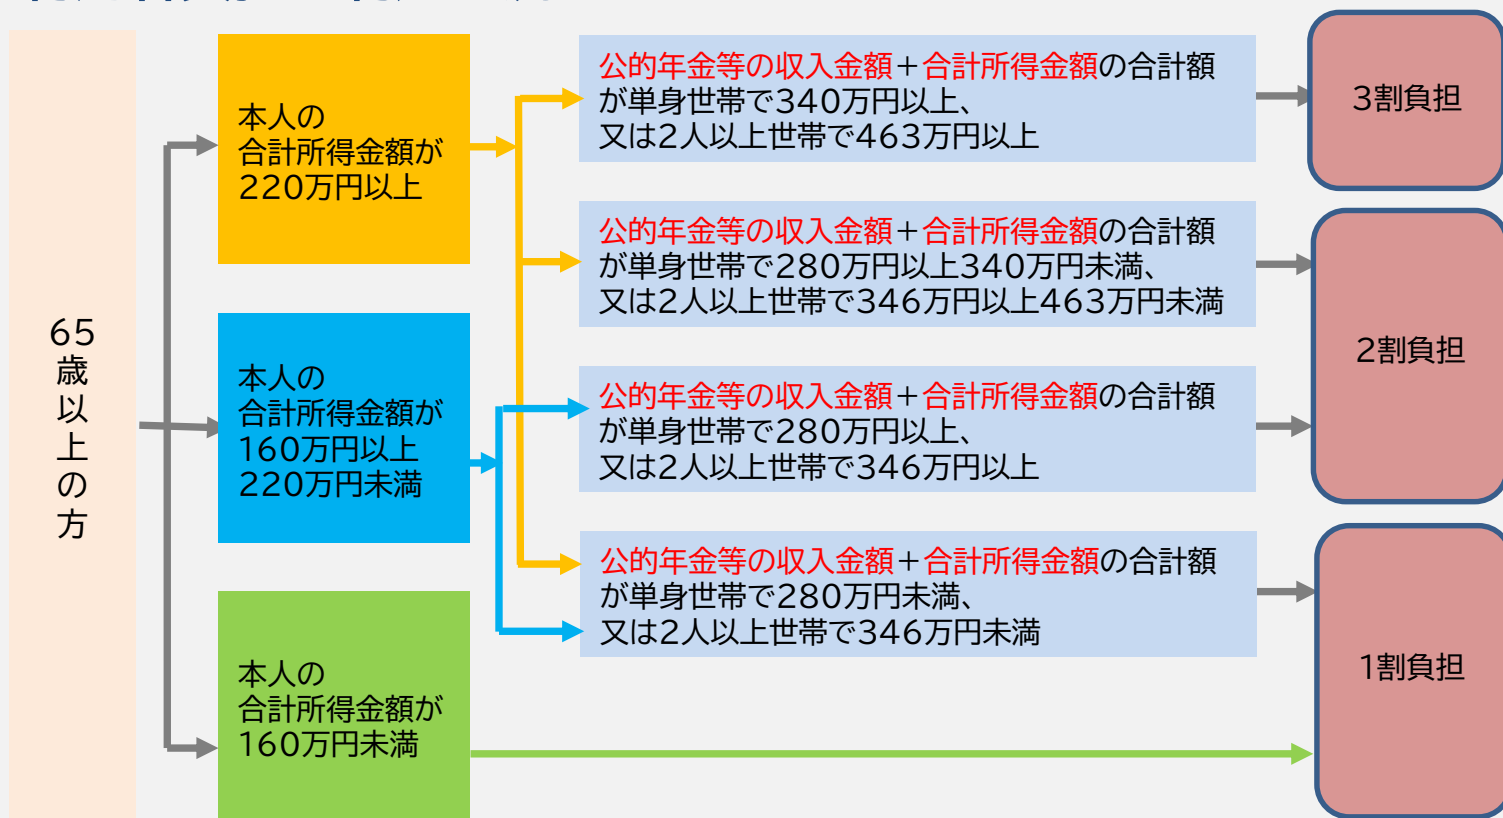 65歳以上の方
本人の
合計所得金額が
220万円以上
公的年金等の収入金額＋合計所得金額の合計額
が単身世帯で340万円以上、
又は2人以上世帯で463万円以上
3割負担
公的年金等の収入金額＋合計所得金額の合計額
が単身世帯で280万円以上340万円未満、
又は2人以上世帯で346万円以上463万円未満
2割負担
本人の
合計所得金額が
160万円以上
220万円未満
公的年金等の収入金額＋合計所得金額の合計額
が単身世帯で280万円以上、
又は2人以上世帯で346万円以上
公的年金等の収入金額＋合計所得金額の合計額
が単身世帯で280万円未満、
又は2人以上世帯で346万円未満
1割負担
本人の
合計所得金額が
160万円未満